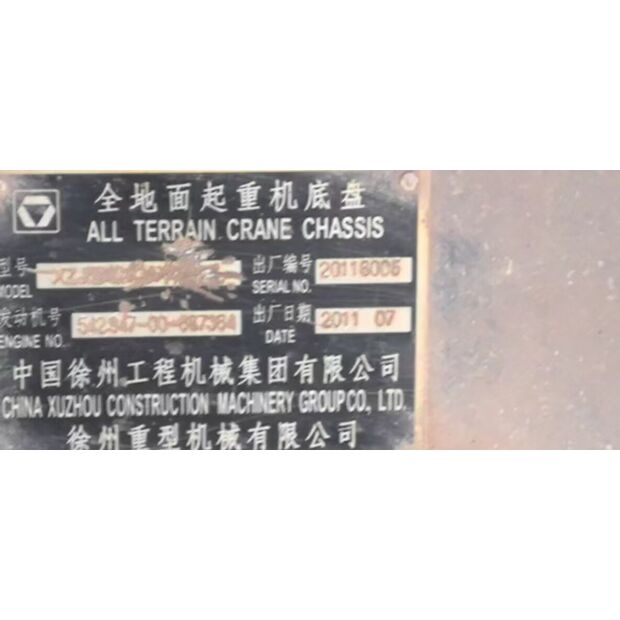 全地面起重机底盘
ALL TERRAIN CRANE CHASSIS
型号 出厂编号
MODEL SERIAL NO. 20116005
发动机号 出厂日期
ENGINE NO. DATE 2011 07
中国徐州工程机械集团有限公司
CHINA XUZHOU CONSTRUCTION MACHINERY GROUP CO., LTD.
徐州重型机械有限公司